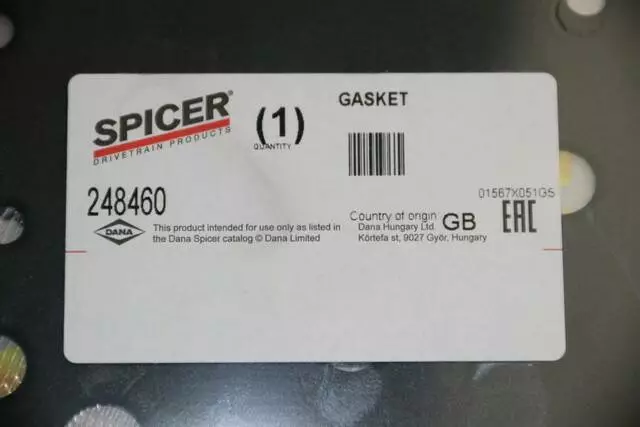 SPICER®
DRIVETRAIN PRODUCTS
(1)
QUANTITY
GASKET
248460
01567X051GS
DANA
This product intended for use only as listed in
the Dana Spicer catalog © Dana Limited
Country of origin GB
Dana Hungary Ltd.
Körtefa st, 9027 Győr, Hungary
EAC